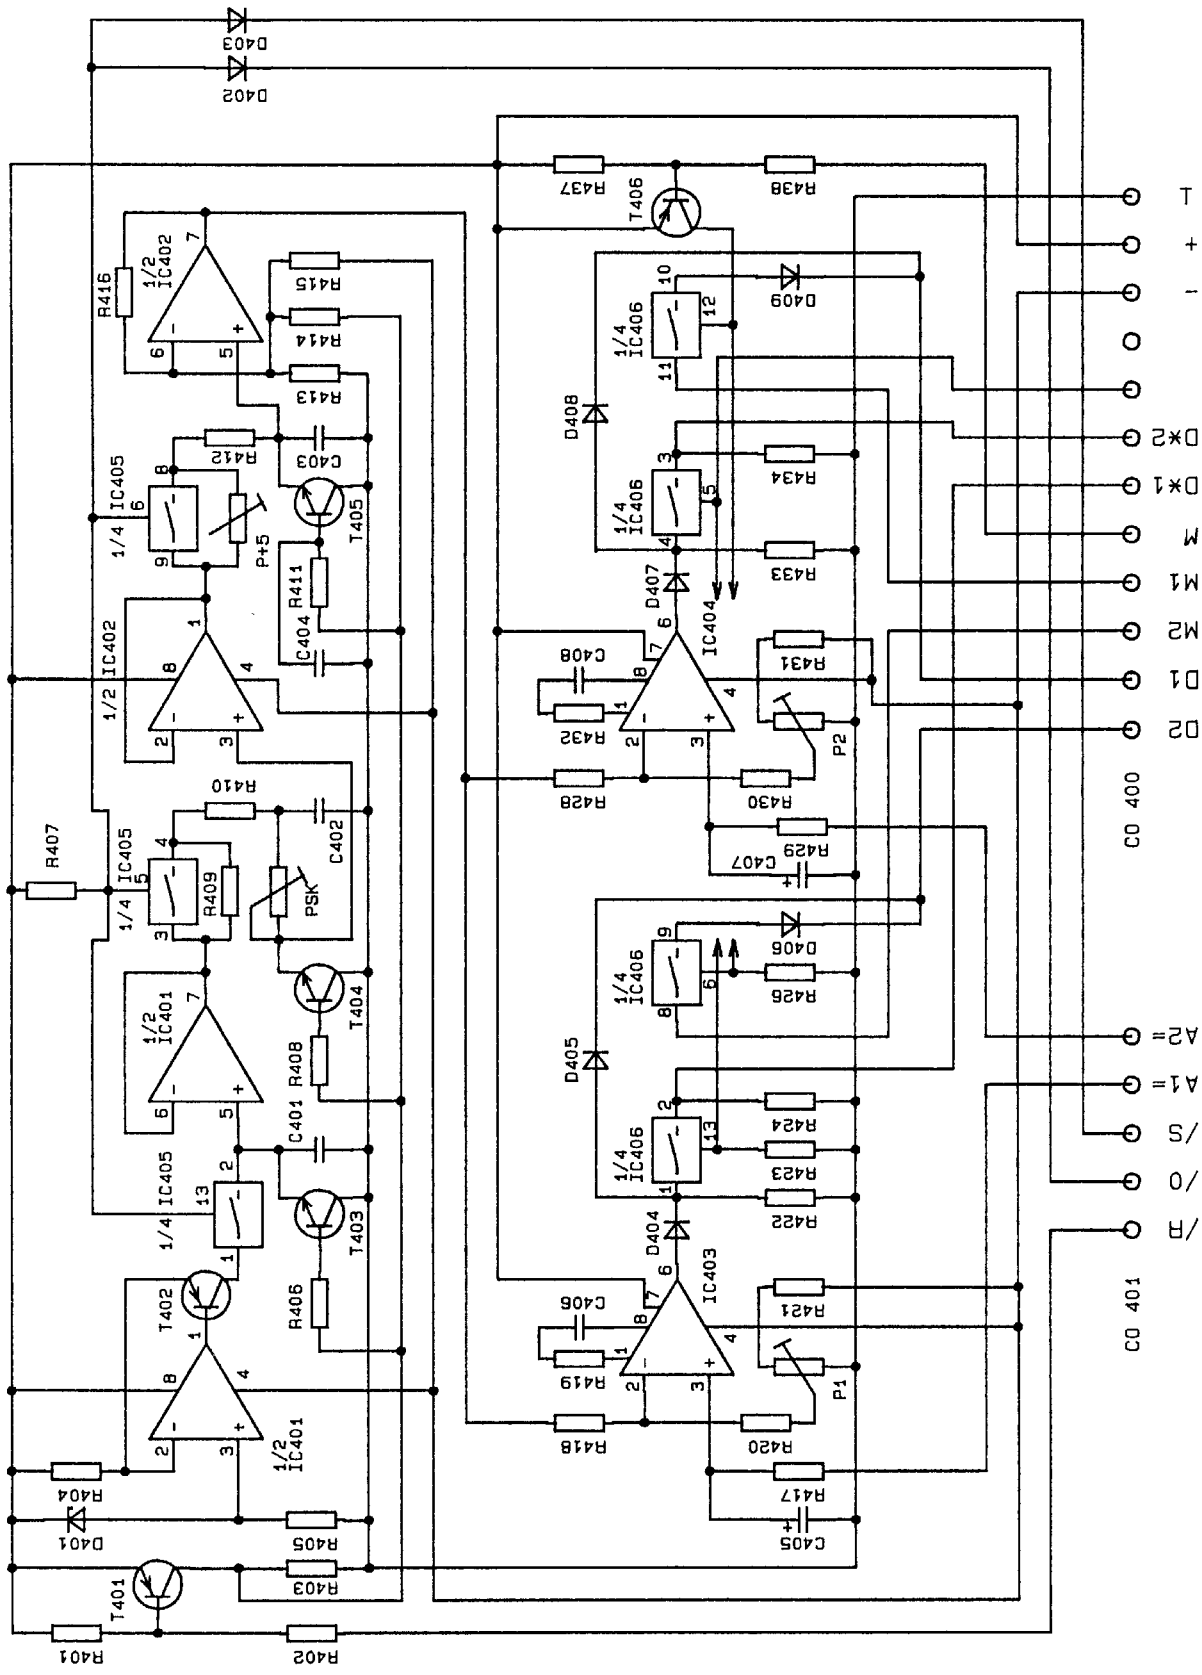 D403
D402
R416
1/2
IC402
7
6
5
-
+
R415
R414
R413
R412
C403
1/4 IC405
6
8
9
P+5
T405
R411
C404
1/2 IC402
1
8
4
2
3
-
+
R410
C402
R407
1/4 IC405
5
4
3
R409
PSK
T404
R408
1/2
IC401
7
6
5
-
+
C401
1/4 IC405
13
2
1
T403
R406
T402
1
8
4
2
3
-
+
1/2
IC401
R404
D401
R405
R403
T401
R401
R402
R437
T406
R438
1/4
IC406
10
12
11
D409
D408
1/4
IC406
3
5
4
R434
R433
D407
IC404
6
7
8
1
4
2
3
-
+
C408
R432
R431
P2
R428
R430
R429
C407
+
1/4
IC406
9
6
8
D406
R426
D405
1/4
IC406
2
13
1
R424
R423
R422
D404
IC403
6
7
8
1
4
2
3
-
+
C406
R419
R421
P1
R418
R420
R417
C405
+
⊥
+
-
D*2
D*1
M
M1
M2
D1
D2
CO 400
A2=
A1=
/S
/O
/R
CO 401